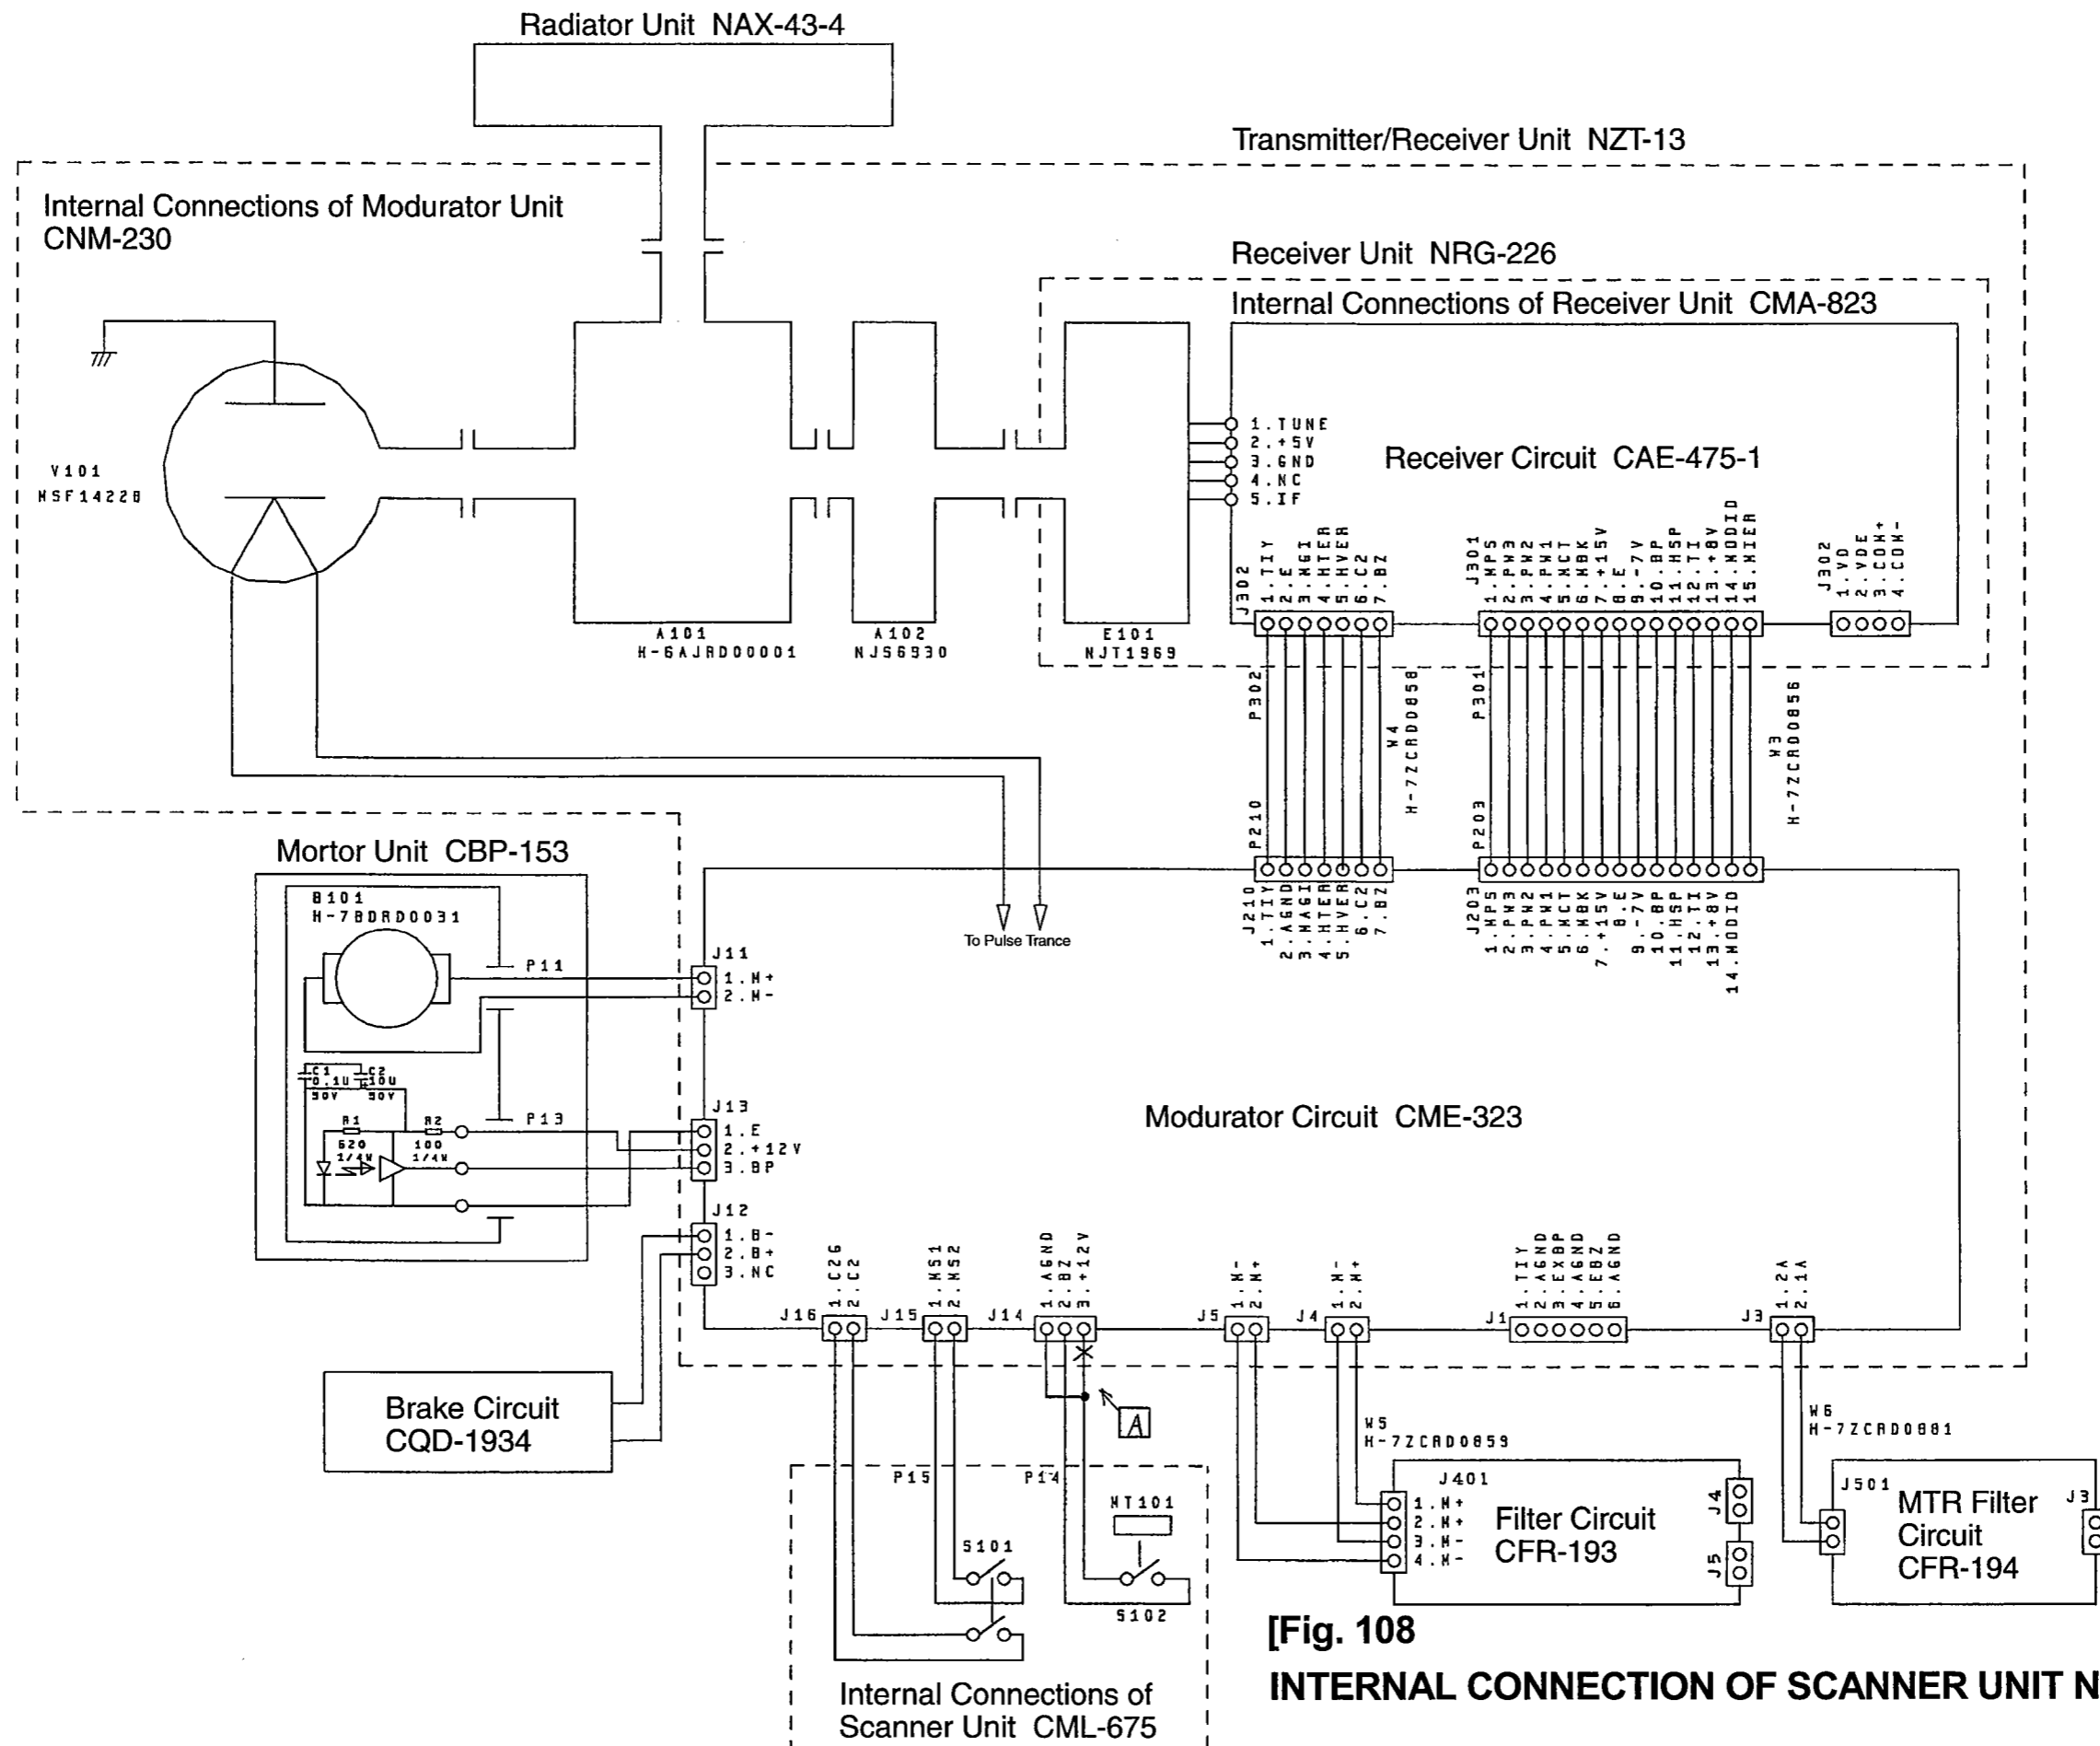 Radiator Unit NAX-43-4
Transmitter/Receiver Unit NZT-13
Internal Connections of Modurator Unit
CNM-230
Receiver Unit NRG-226
Internal Connections of Receiver Unit CMA-823
V101
1.TUNE
2.+5V
3.GND
4.NC
5.IF
Receiver Circuit CAE-475-1
J302
1.TIY
2.E
3.MGI
4.HTER
5.HVER
6.C2
7.BZ
J301
1.MPS
2.PW3
3.PW2
4.PW1
5.MCT
6.MBK
7.+15V
8.E
9.-7V
10.BP
11.HSP
12.TI
13.+8V
14.MODID
15.MIER
J302
1.VD
2.VDE
3.COM+
4.COM-
A101
H-6AJRD00001
A102
NJS6930
E101
NJT1969
P302
W4
H-7ZCRD0858
P301
W3
H-7ZCRD0856
P210
P203
J210
1.TIY
2.AGND
3.MAGI
4.HTER
5.HVER
6.C2
7.BZ
J203
1.MPS
2.PW3
3.PW2
4.PW1
5.MCT
6.MBK
7.+15V
8.E
9.-7V
10.BP
11.HSP
12.TI
13.+8V
14.MODID
To Pulse Trance
Mortor Unit CBP-153
B101
H-7BDRD0031
P11
J11
1.M+
2.M-
C1
0.1U
50V
C2
10U
50V
R1
620
1/4W
R2
100
1/4W
P13
J13
1.E
2.+12V
3.BP
J12
1.B-
2.B+
3.NC
Modurator Circuit CME-323
J16
1.C2G
2.C2
J15
1.MS1
2.MS2
J14
1.AGND
2.BZ
3.+12V
J5
1.M-
2.M+
J4
1.M-
2.M+
J1
1.TIY
2.AGND
3.EXBP
4.AGND
5.EBZ
6.AGND
J3
1.2A
2.1A
Brake Circuit
CQD-1934
A
W5
H-7ZCRD0859
W6
H-7ZCRD0881
P15
P14
MT101
S101
S102
J401
1.M+
2.M+
3.M-
4.M-
Filter Circuit
CFR-193
J4
J5
J501
MTR Filter
Circuit
CFR-194
J3
Internal Connections of
Scanner Unit CML-675
[Fig. 108
INTERNAL CONNECTION OF SCANNER UNIT N